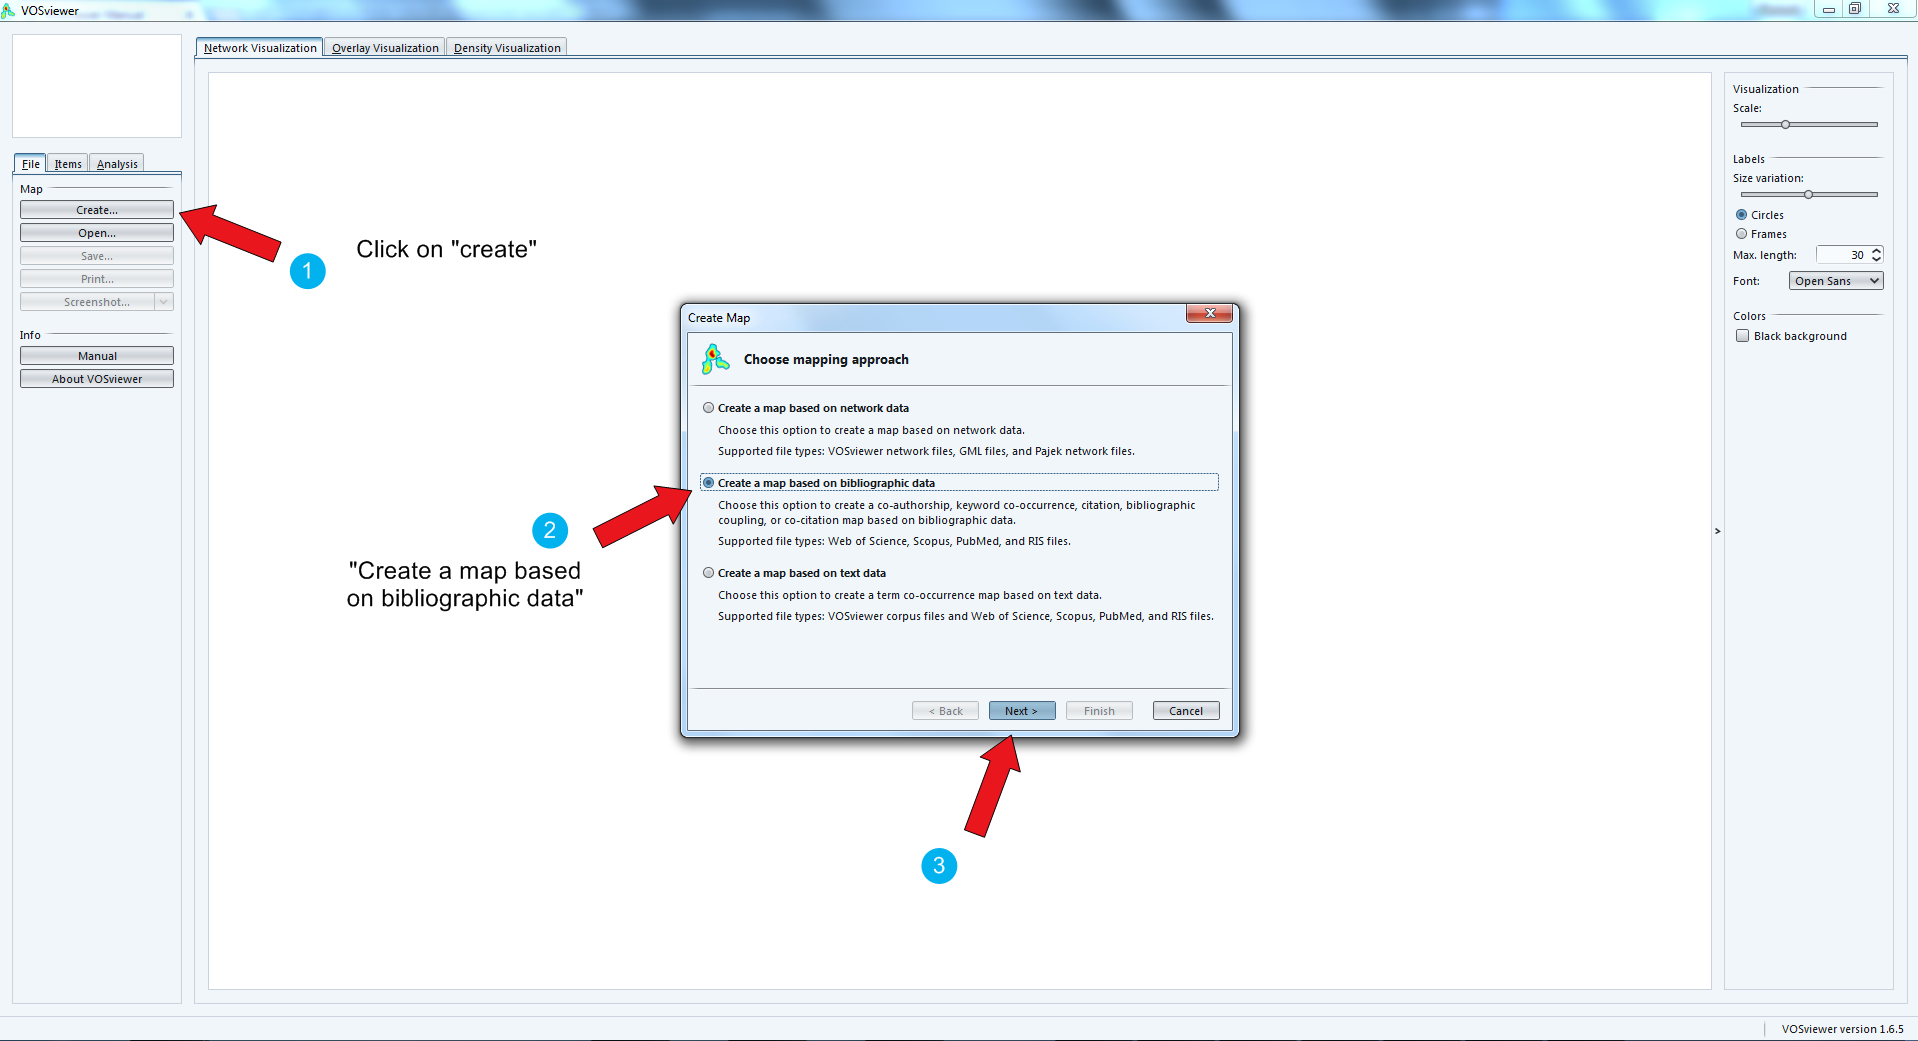 VOSviewer
Network Visualization
Overlay Visualization
Density Visualization
File
Items
Analysis
Map
Create...
Open...
Save...
Print...
Screenshot...
Info
Manual
About VOSviewer
1
Click on "create"
2
"Create a map based
on bibliographic data"
Create Map
Choose mapping approach
Create a map based on network data
Choose this option to create a map based on network data.
Supported file types: VOSviewer network files, GML files, and Pajek network files.
Create a map based on bibliographic data
Choose this option to create a co-authorship, keyword co-occurrence, citation, bibliographic
coupling, or co-citation map based on bibliographic data.
Supported file types: Web of Science, Scopus, PubMed, and RIS files.
Create a map based on text data
Choose this option to create a term co-occurrence map based on text data.
Supported file types: VOSviewer corpus files and Web of Science, Scopus, PubMed, and RIS files.
< Back
Next >
Finish
Cancel
3
>
Visualization
Scale:
Labels
Size variation:
Circles
Frames
Max. length: 30
Font: Open Sans
Colors
Black background
VOSviewer version 1.6.5